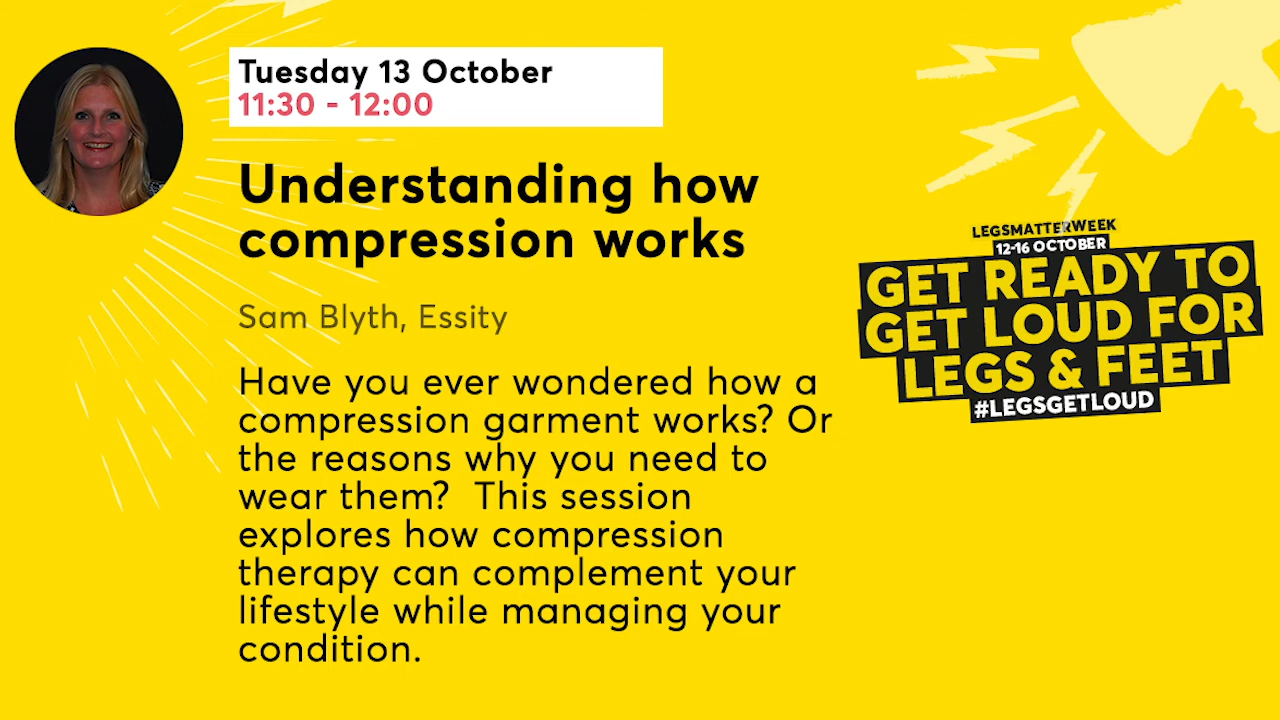 Tuesday 13 October
11:30 - 12:00
Understanding how
compression works
Sam Blyth, Essity
Have you ever wondered how a
compression garment works? Or
the reasons why you need to
wear them?  This session
explores how compression
therapy can complement your
lifestyle while managing your
condition.
LEGSMATTERWEEK
12-16 OCTOBER
GET READY TO
GET LOUD FOR
LEGS & FEET
#LEGSGETLOUD